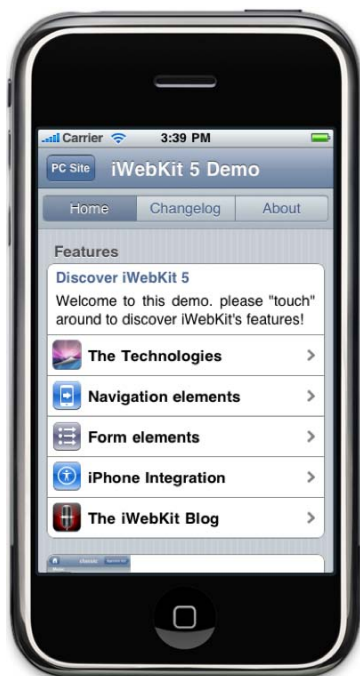 Carrier 3:39 PM
PC Site iWebKit 5 Demo
Home Changelog About
Features
Discover iWebKit 5
Welcome to this demo. please "touch"
around to discover iWebKit's features!
The Technologies
Navigation elements
Form elements
iPhone Integration
The iWebKit Blog